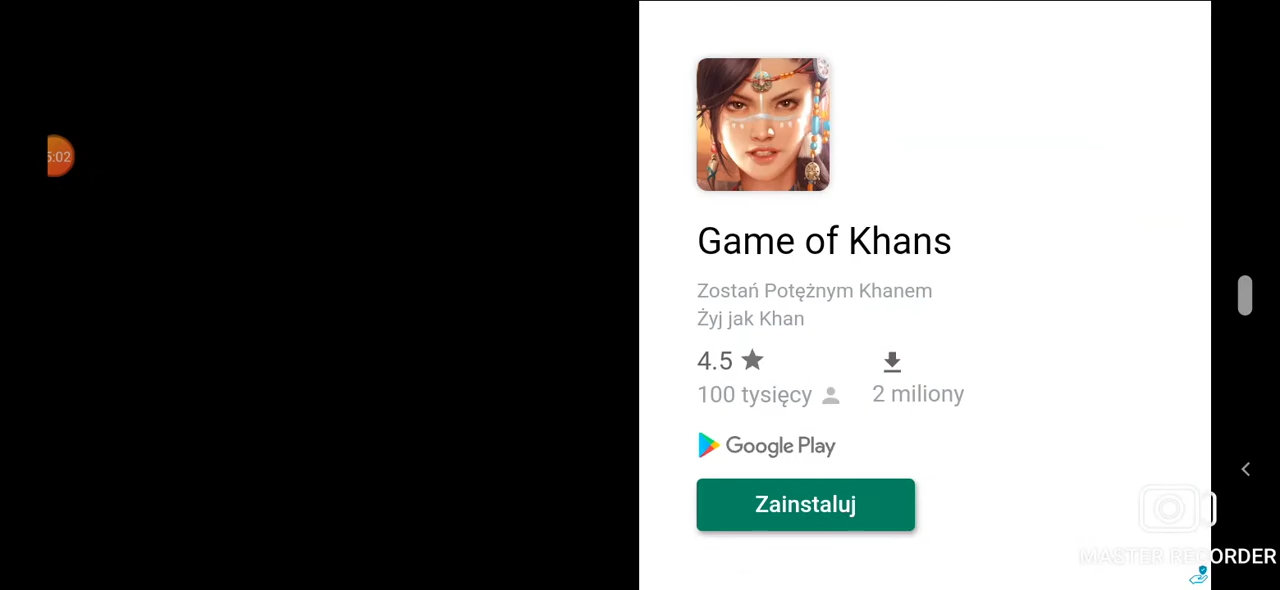 5:02
Game of Khans
Zostań Potężnym Khanem
Żyj jak Khan
4.5
100 tysięcy
2 miliony
Google Play
Zainstaluj
MASTER RECORDER